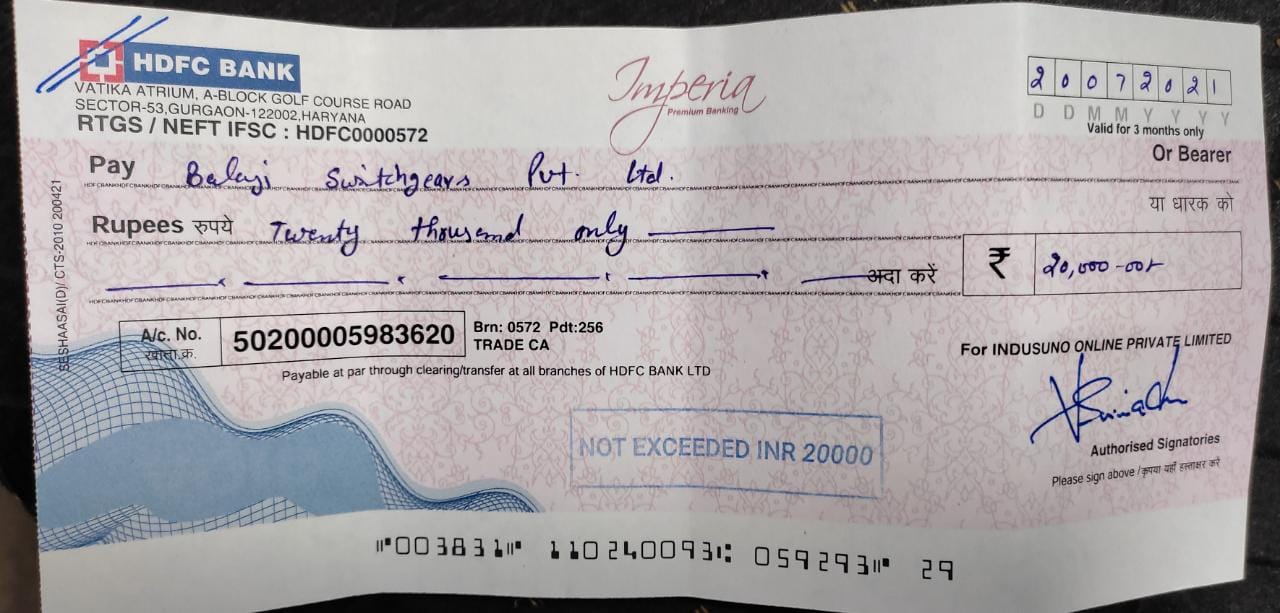 HDFC BANK
VATIKA ATRIUM, A-BLOCK GOLF COURSE ROAD
SECTOR-53,GURGAON-122002,HARYANA
RTGS / NEFT IFSC : HDFC0000572
Imperia
Premium Banking
2 0 0 7 2 0 2 1
D D M M Y Y Y Y
Valid for 3 months only
Pay Balaji Switchgears Pvt. Ltd. Or Bearer
या धारक को
Rupees रुपये Twenty thousand only
अदा करें ₹ 20,000-00/-
A/c. No. 50200005983620 Brn: 0572 Pdt:256
खाता.क्र. TRADE CA
Payable at par through clearing/transfer at all branches of HDFC BANK LTD
For INDUSUNO ONLINE PRIVATE LIMITED
NOT EXCEEDED INR 20000
Authorised Signatories
Please sign above / कृपया यहाँ हस्ताक्षर करें
⑈003831⑈ 110240093⑆ 059293⑈ 29